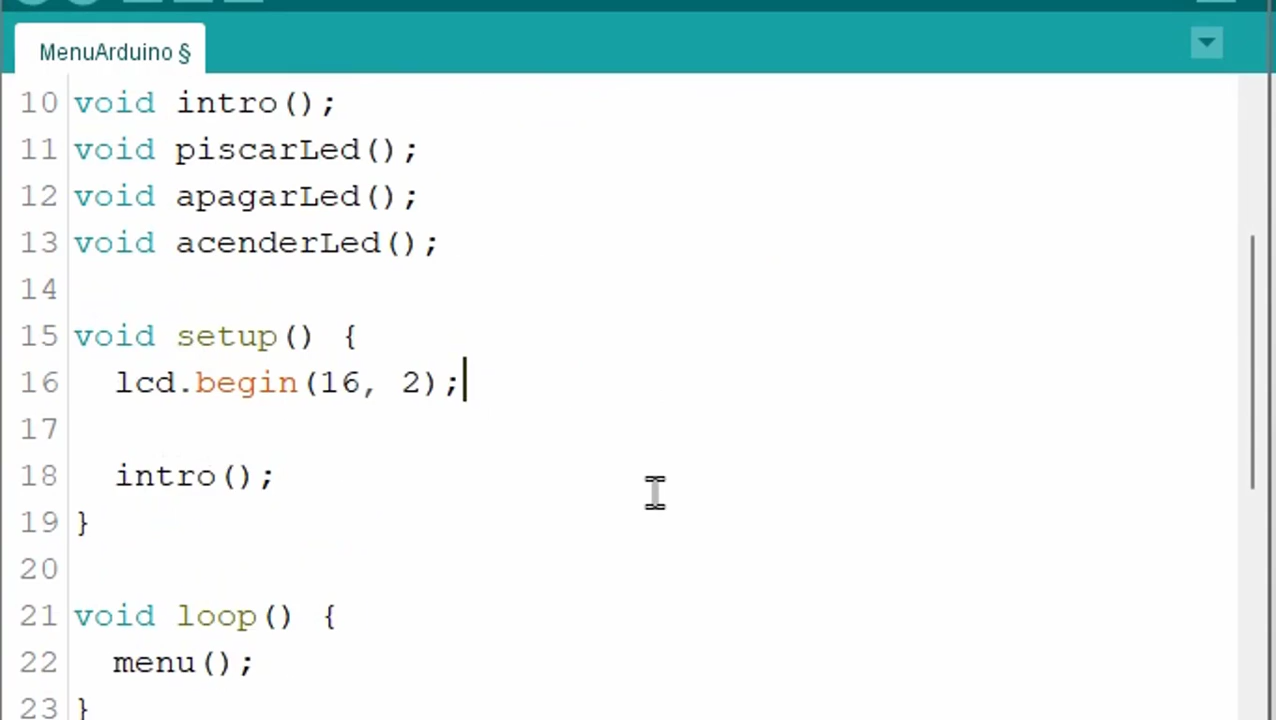 MenuArduino §
10 void intro();
11 void piscarLed();
12 void apagarLed();
13 void acenderLed();
14
15 void setup() {
16   lcd.begin(16, 2);
17
18   intro();
19 }
20
21 void loop() {
22   menu();
23 }